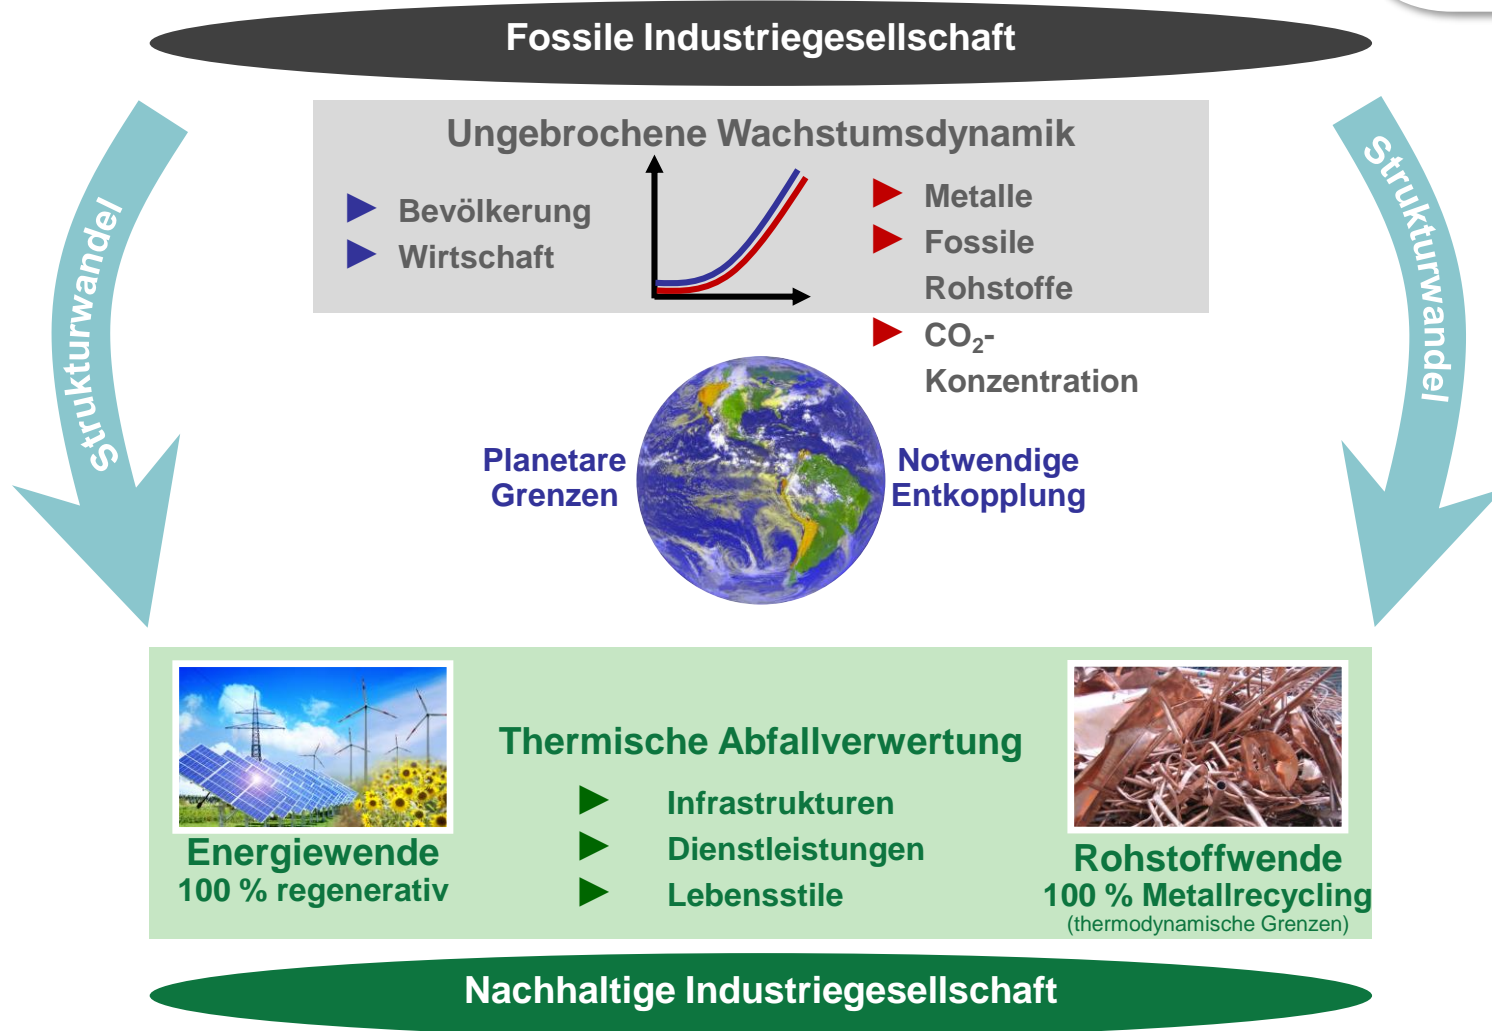 Fossile Industriegesellschaft
Ungebrochene Wachstumsdynamik
Bevölkerung
Wirtschaft
Metalle
Fossile
Rohstoffe
CO₂-
Konzentration
Strukturwandel
Strukturwandel
Planetare
Grenzen
Notwendige
Entkopplung
Thermische Abfallverwertung
Infrastrukturen
Dienstleistungen
Lebensstile
Energiewende
100 % regenerativ
Rohstoffwende
100 % Metallrecycling
(thermodynamische Grenzen)
Nachhaltige Industriegesellschaft